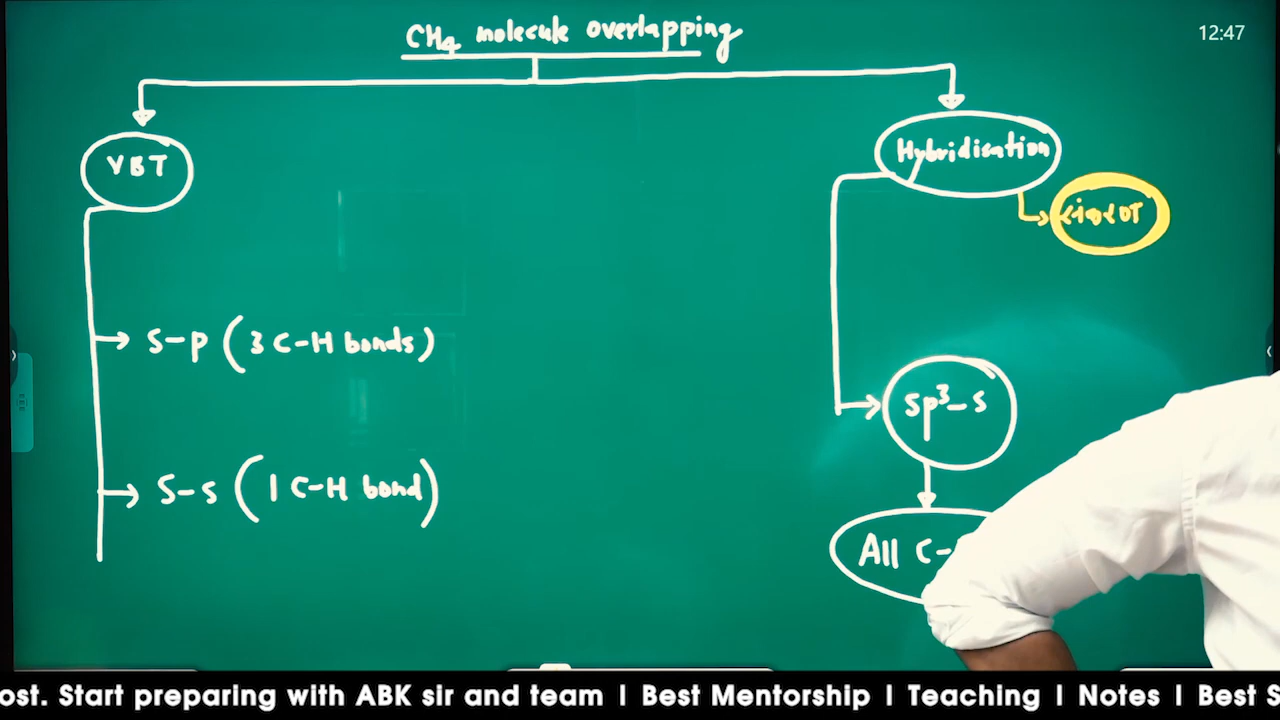 CH4 molecule overlapping
12:47
VBT
Hybridisation
S-p (3 C-H bonds)
sp³-s
S-s (1 C-H bond)
All C-
ost. Start preparing with ABK sir and team I Best Mentorship I Teaching I Notes I Best S